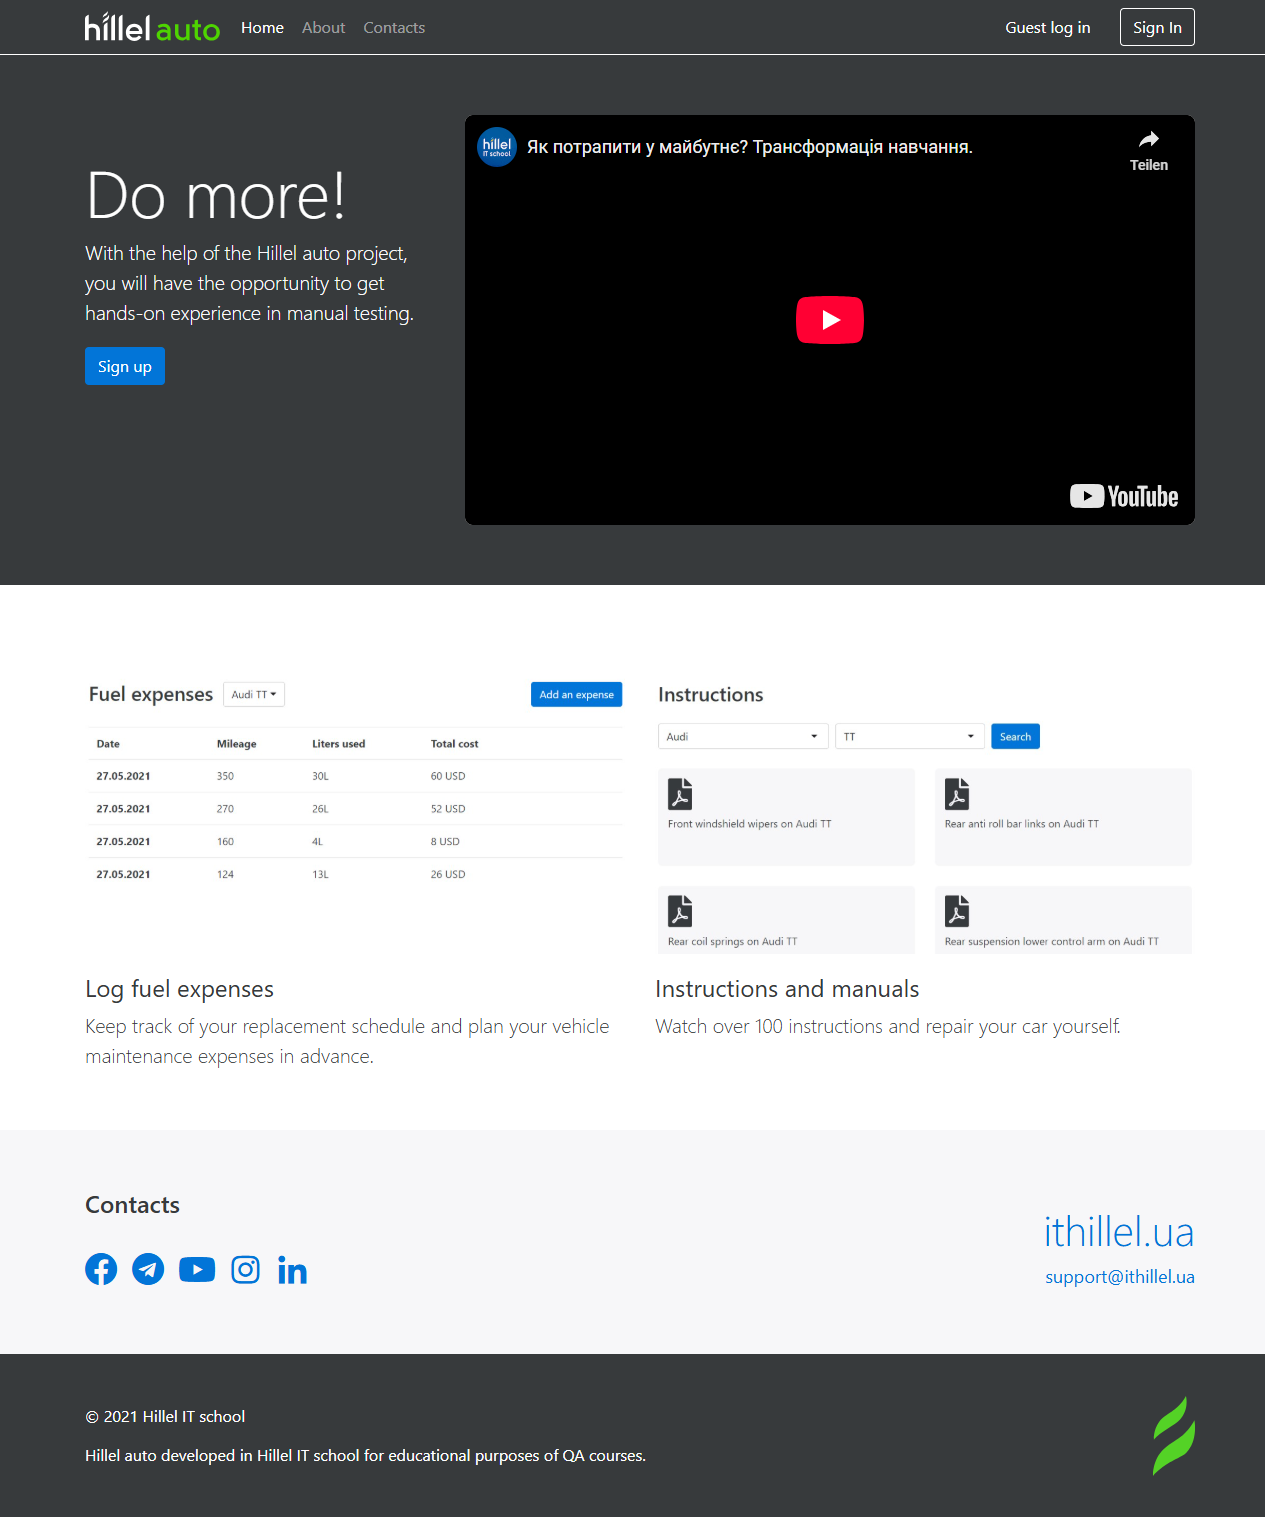 hillel auto Home About Contacts Guest log in Sign In
hillel
IT school
Як потрапити у майбутнє? Трансформація навчання.
Teilen
Do more!
With the help of the Hillel auto project,
you will have the opportunity to get
hands-on experience in manual testing.
Sign up
YouTube
Fuel expenses Audi TT Add an expense
Date Mileage Liters used Total cost
27.05.2021 350 30L 60 USD
27.05.2021 270 26L 52 USD
27.05.2021 160 4L 8 USD
27.05.2021 124 13L 26 USD
Instructions
Audi TT Search
Front windshield wipers on Audi TT
Rear anti roll bar links on Audi TT
Rear coil springs on Audi TT
Rear suspension lower control arm on Audi TT
Log fuel expenses
Keep track of your replacement schedule and plan your vehicle
maintenance expenses in advance.
Instructions and manuals
Watch over 100 instructions and repair your car yourself.
Contacts
ithillel.ua
support@ithillel.ua
© 2021 Hillel IT school
Hillel auto developed in Hillel IT school for educational purposes of QA courses.